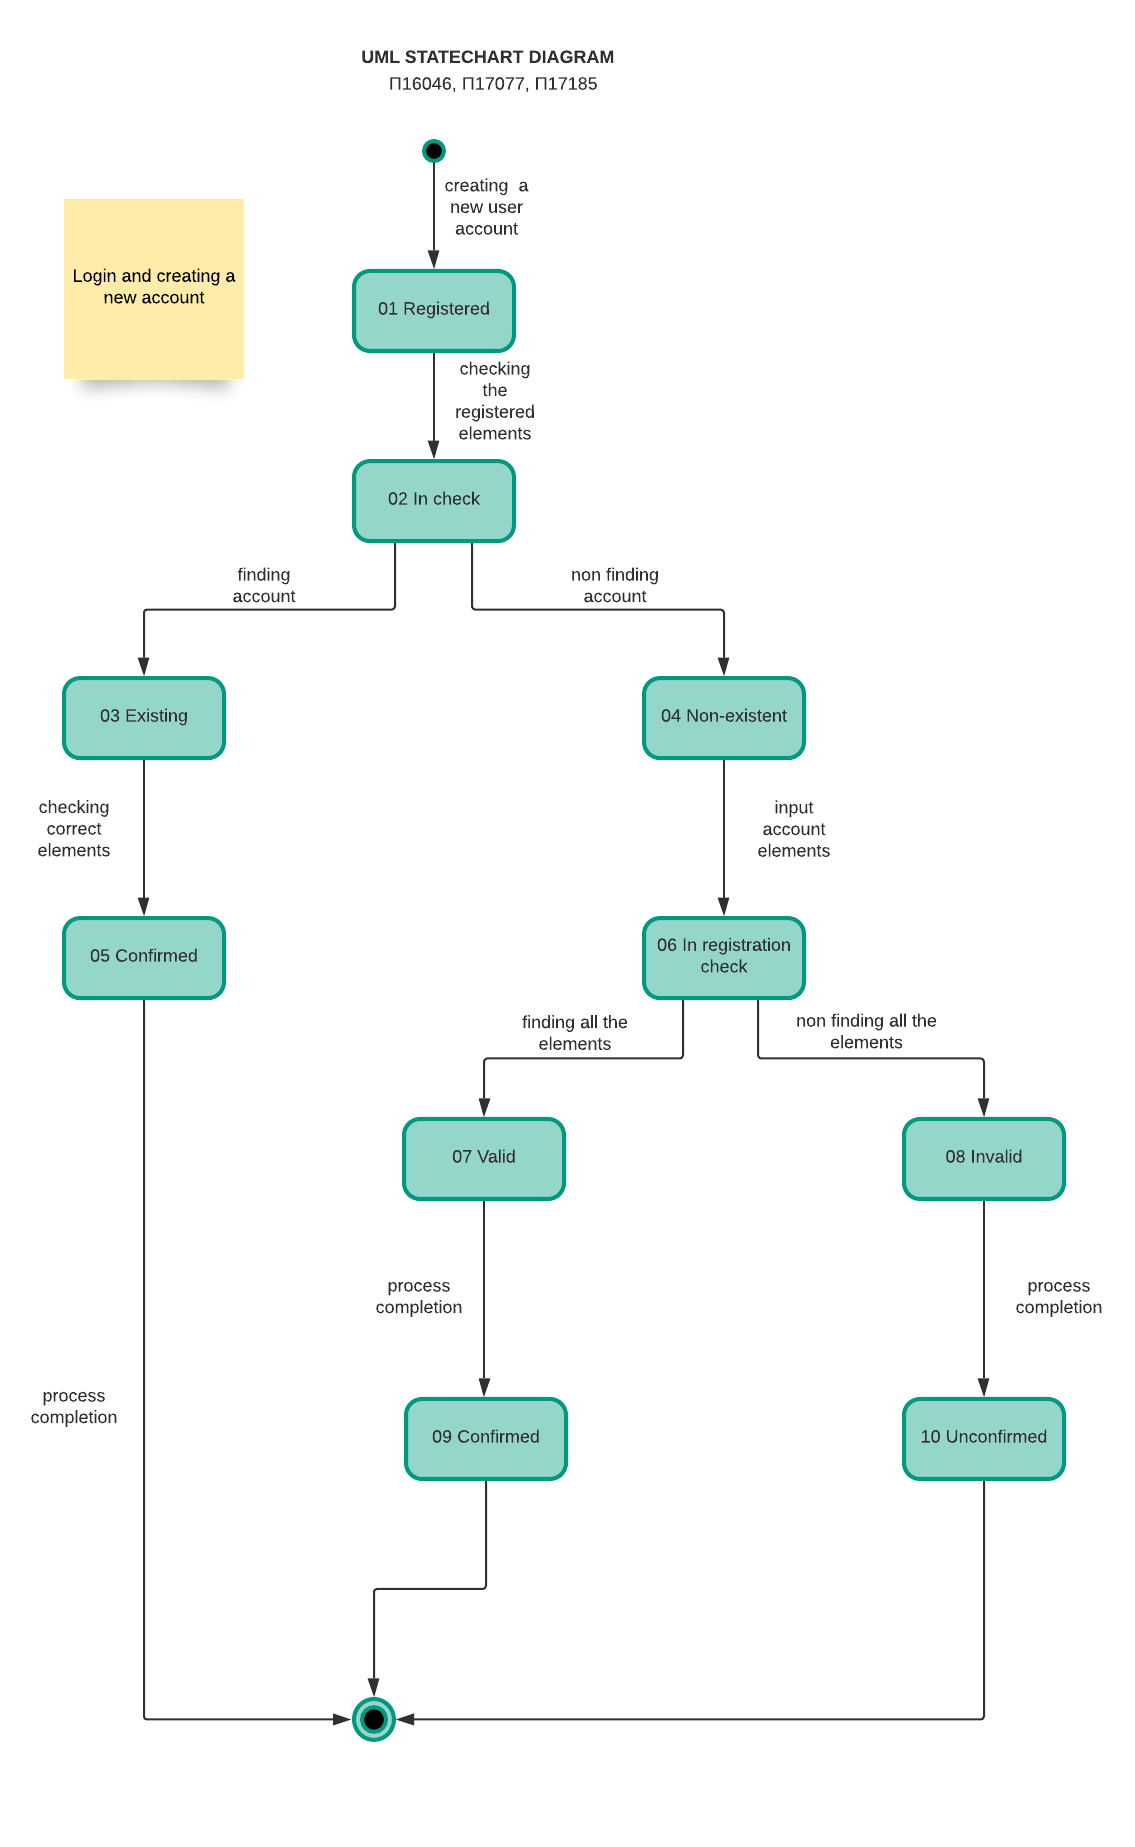 UML STATECHART DIAGRAM
Π16046, Π17077, Π17185
creating a
new user
account
Login and creating a
new account
01 Registered
checking
the
registered
elements
02 In check
finding
account
non finding
account
03 Existing
04 Non-existent
checking
correct
elements
input
account
elements
05 Confirmed
06 In registration
check
finding all the
elements
non finding all the
elements
07 Valid
08 Invalid
process
completion
process
completion
process
completion
09 Confirmed
10 Unconfirmed